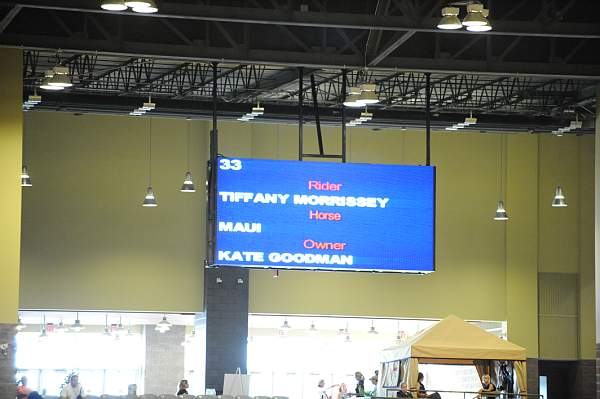 33
Rider
TIFFANY MORRISSEY
Horse
MAUI
Owner
KATE GOODMAN